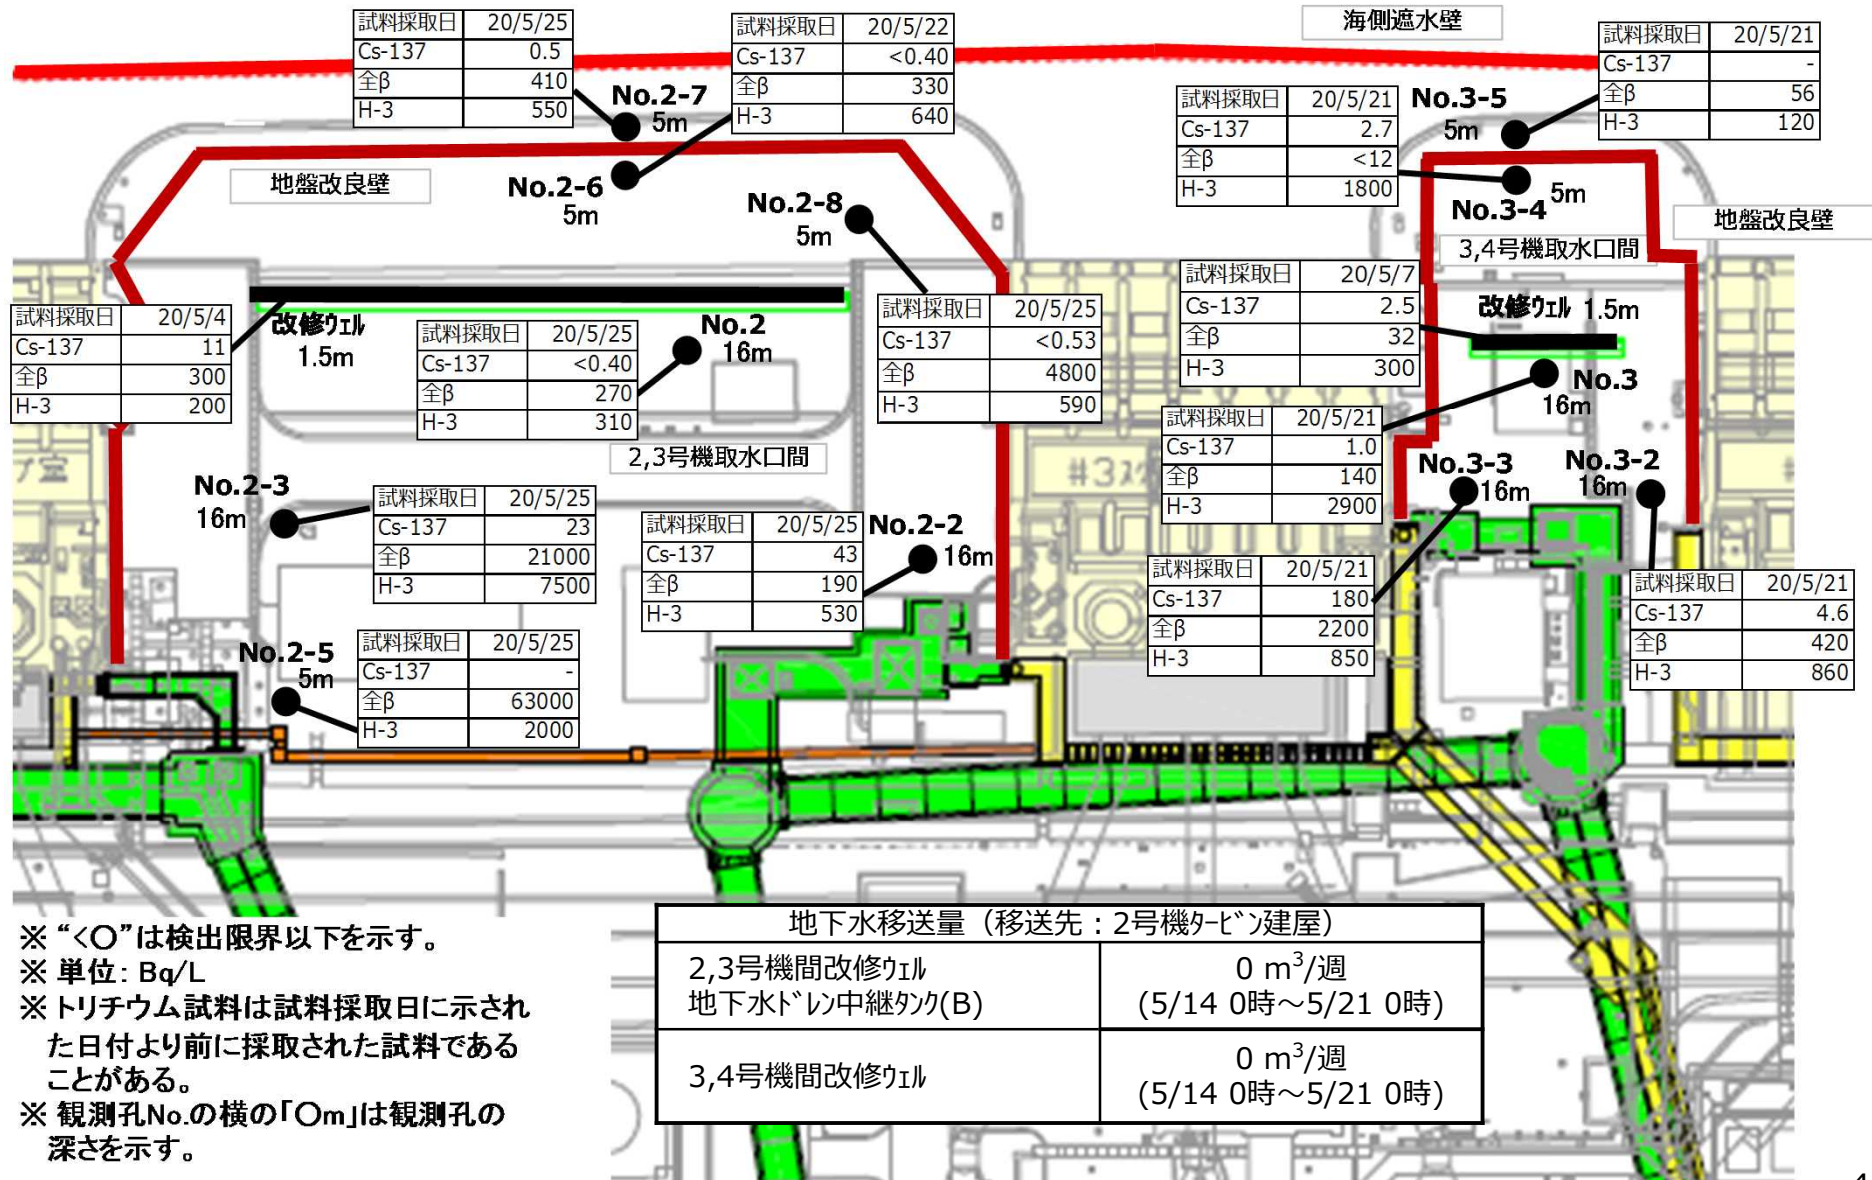 試料採取日 20/5/25
Cs-137 0.5
全β 410
H-3 550
No.2-7
5m
試料採取日 20/5/22
Cs-137 <0.40
全β 330
H-3 640
海側遮水壁
試料採取日 20/5/21
Cs-137 -
全β 56
H-3 120
試料採取日 20/5/21
Cs-137 2.7
全β <12
H-3 1800
No.3-5
5m
地盤改良壁
No.2-6
5m
No.2-8
5m
No.3-4
5m
地盤改良壁
3,4号機取水口間
試料採取日 20/5/4
Cs-137 11
全β 300
H-3 200
改修ウェル
1.5m
試料採取日 20/5/25
Cs-137 <0.40
全β 270
H-3 310
No.2
16m
試料採取日 20/5/25
Cs-137 <0.53
全β 4800
H-3 590
試料採取日 20/5/7
Cs-137 2.5
全β 32
H-3 300
改修ウェル 1.5m
No.3
16m
試料採取日 20/5/21
Cs-137 1.0
全β 140
H-3 2900
2,3号機取水口間
No.2-3
16m
試料採取日 20/5/25
Cs-137 23
全β 21000
H-3 7500
試料採取日 20/5/25
Cs-137 43
全β 190
H-3 530
No.2-2
16m
No.3-3
16m
No.3-2
16m
試料採取日 20/5/21
Cs-137 180
全β 2200
H-3 850
試料採取日 20/5/21
Cs-137 4.6
全β 420
H-3 860
No.2-5
5m
試料採取日 20/5/25
Cs-137 -
全β 63000
H-3 2000
※ “<〇”は検出限界以下を示す。
※ 単位: Bq/L
※ トリチウム試料は試料採取日に示され
た日付より前に採取された試料である
ことがある。
※ 観測孔No.の横の「〇m」は観測孔の
深さを示す。
地下水移送量（移送先：2号機ﾀｰﾋﾞﾝ建屋）
2,3号機間改修ｳｪﾙ
地下水ﾄﾞﾚﾝ中継ﾀﾝｸ(B)
0 m³/週
(5/14 0時～5/21 0時)
3,4号機間改修ｳｪﾙ
0 m³/週
(5/14 0時～5/21 0時)